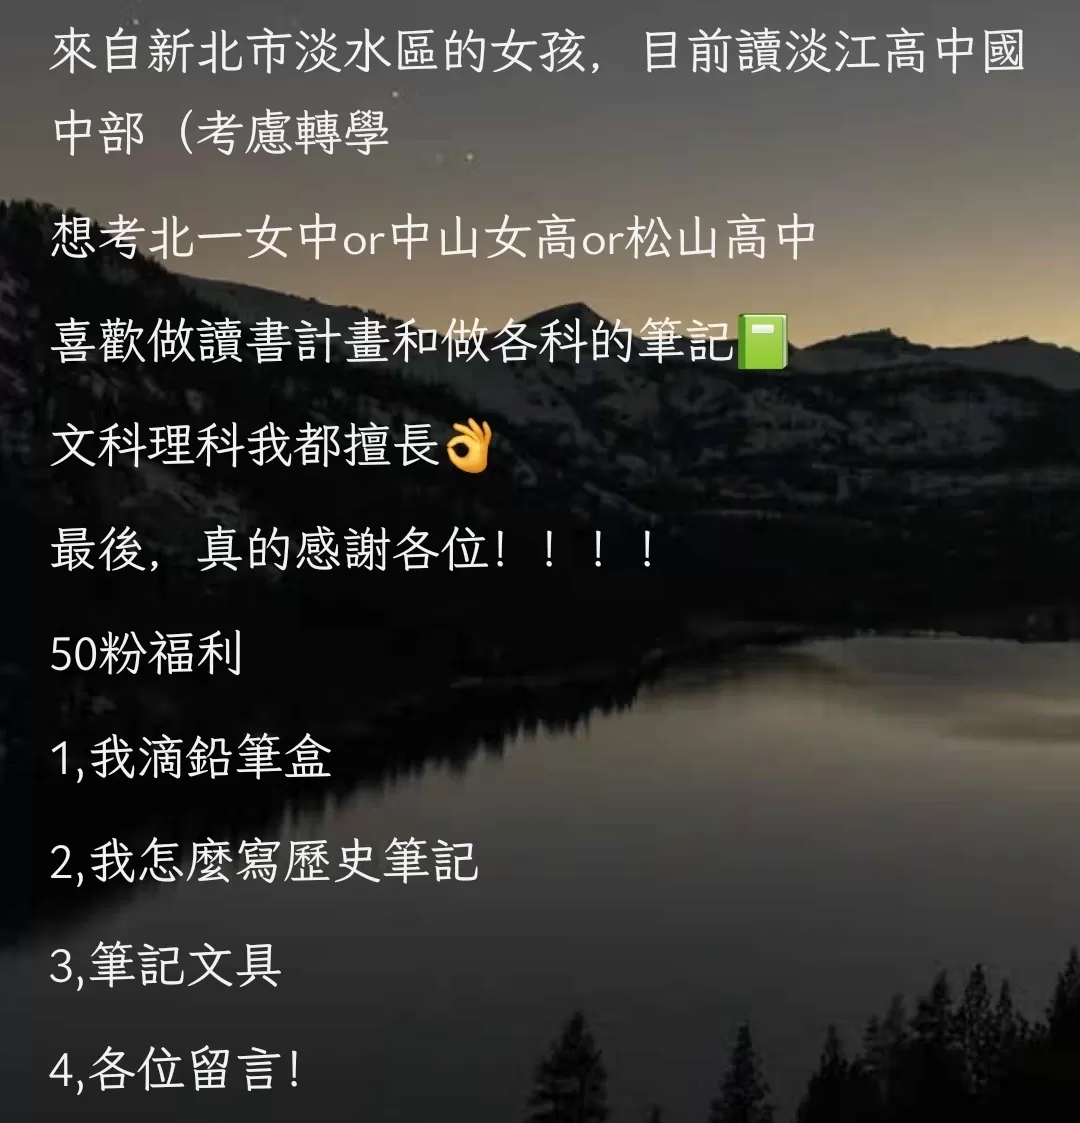 來自新北市淡水區的女孩，目前讀淡江高中國
中部（考慮轉學
想考北一女中or中山女高or松山高中
喜歡做讀書計畫和做各科的筆記📗
文科理科我都擅長👌
最後，真的感謝各位！！！！
50粉福利
1,我滴鉛筆盒
2,我怎麼寫歷史筆記
3,筆記文具
4,各位留言！